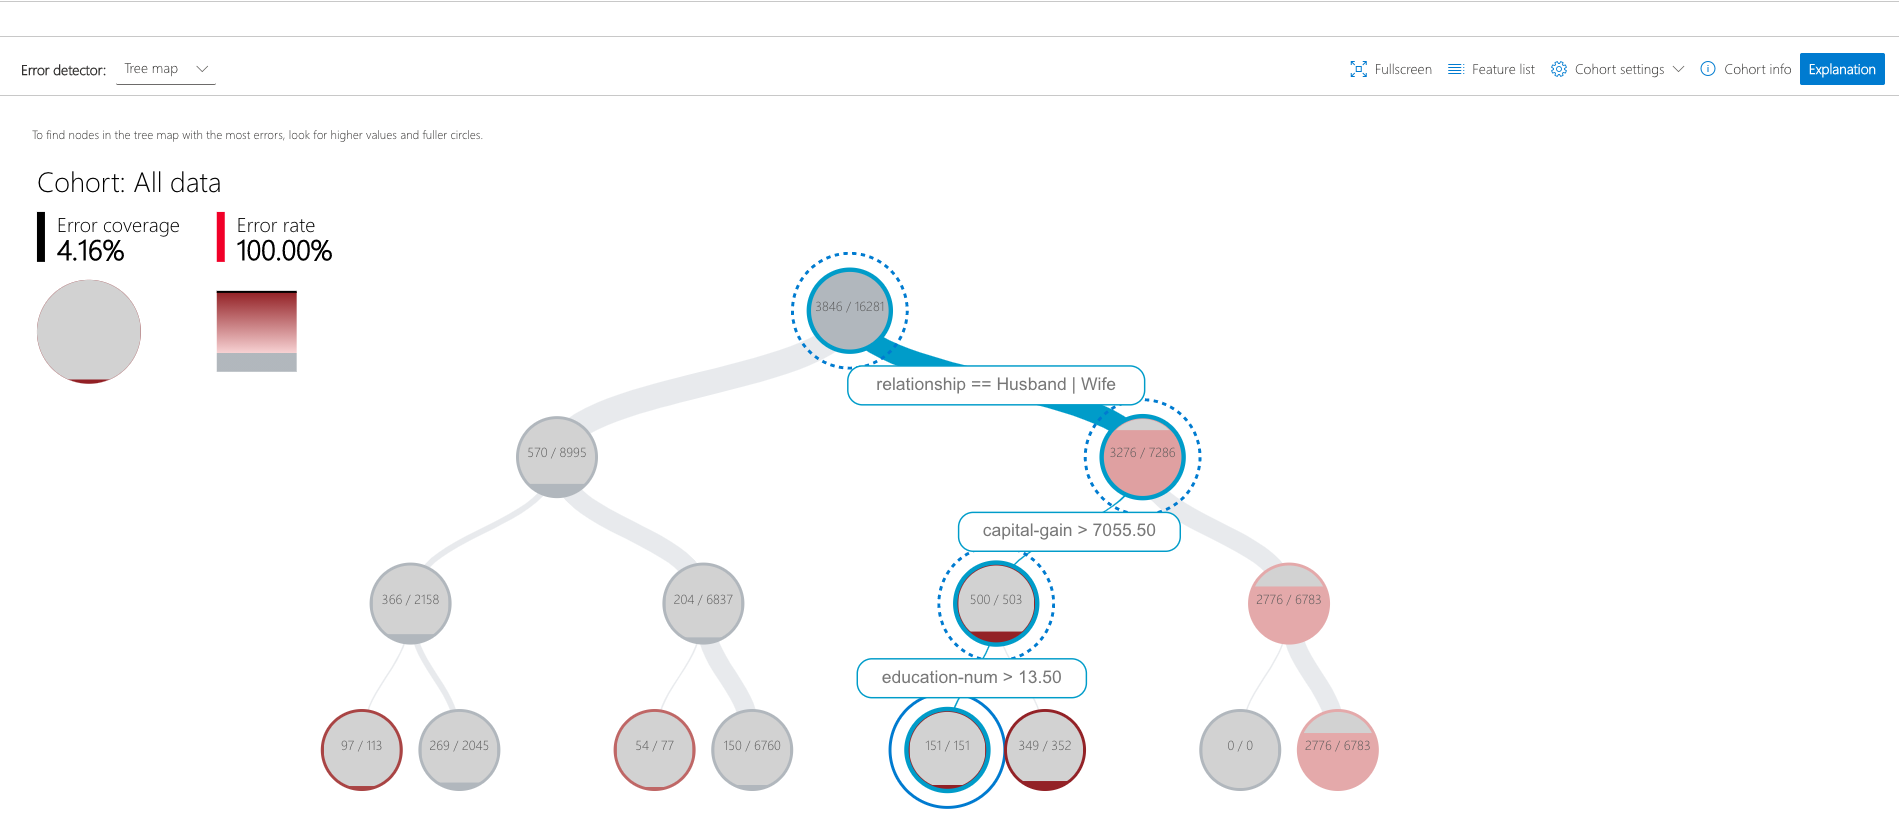 Error detector: Tree map
Fullscreen Feature list Cohort settings Cohort info Explanation
To find nodes in the tree map with the most errors, look for higher values and fuller circles.
Cohort: All data
Error coverage
4.16%
Error rate
100.00%
3846 / 16281
relationship == Husband | Wife
570 / 8995
3276 / 7286
capital-gain > 7055.50
366 / 2158
204 / 6837
500 / 503
2776 / 6783
education-num > 13.50
97 / 113
269 / 2045
54 / 77
150 / 6760
151 / 151
349 / 352
0 / 0
2776 / 6783